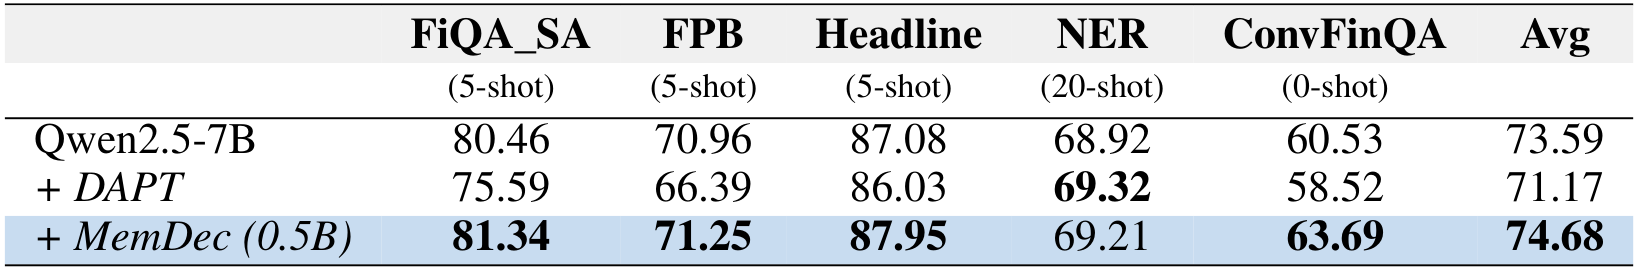 FiQA_SA FPB Headline NER ConvFinQA Avg
(5-shot) (5-shot) (5-shot) (20-shot) (0-shot)
Qwen2.5-7B 80.46 70.96 87.08 68.92 60.53 73.59
+ DAPT 75.59 66.39 86.03 69.32 58.52 71.17
+ MemDec (0.5B) 81.34 71.25 87.95 69.21 63.69 74.68